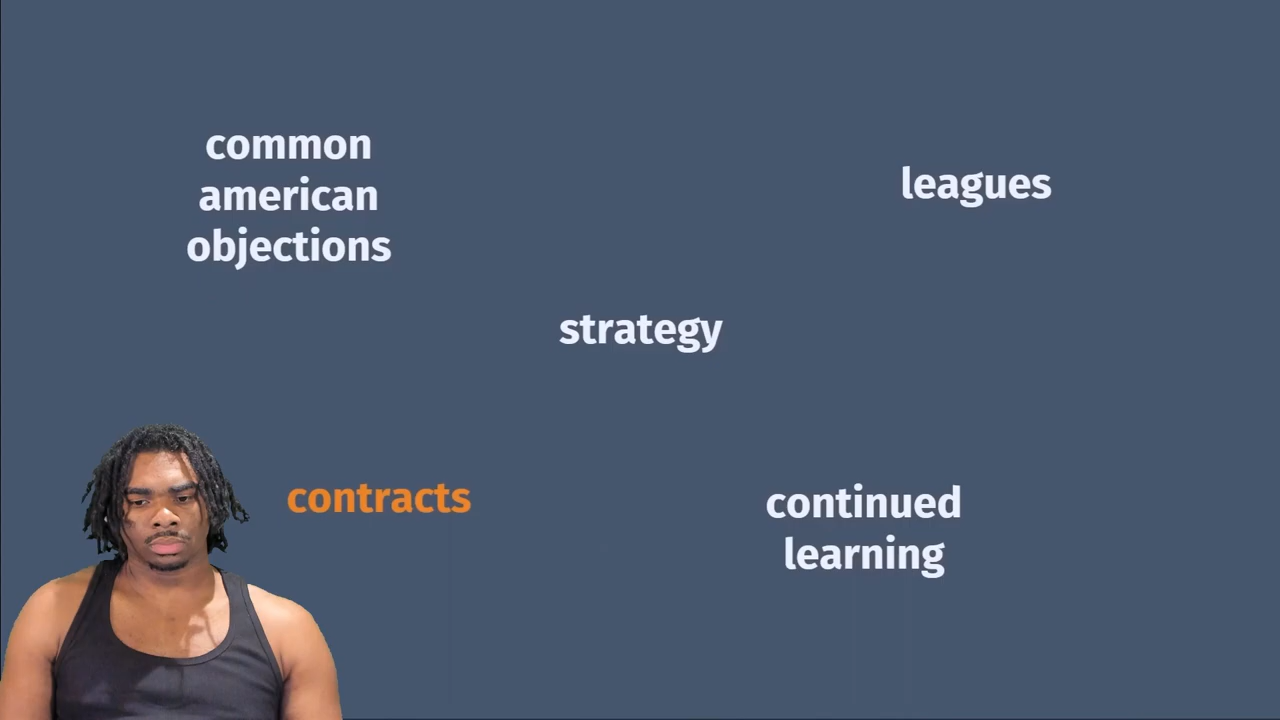 common
american
objections
leagues
strategy
contracts
continued
learning